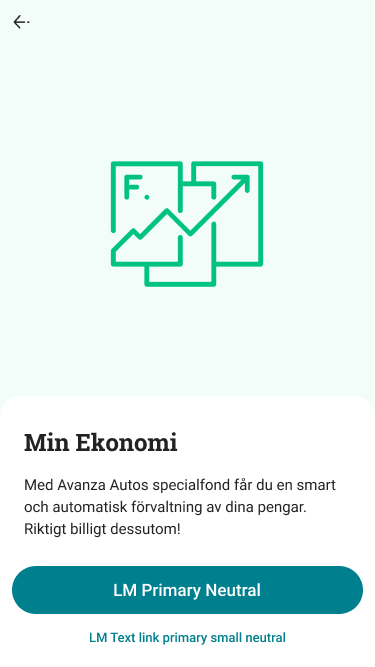 F.
Min Ekonomi
Med Avanza Autos specialfond får du en smart
och automatisk förvaltning av dina pengar.
Riktigt billigt dessutom!
LM Primary Neutral
LM Text link primary small neutral